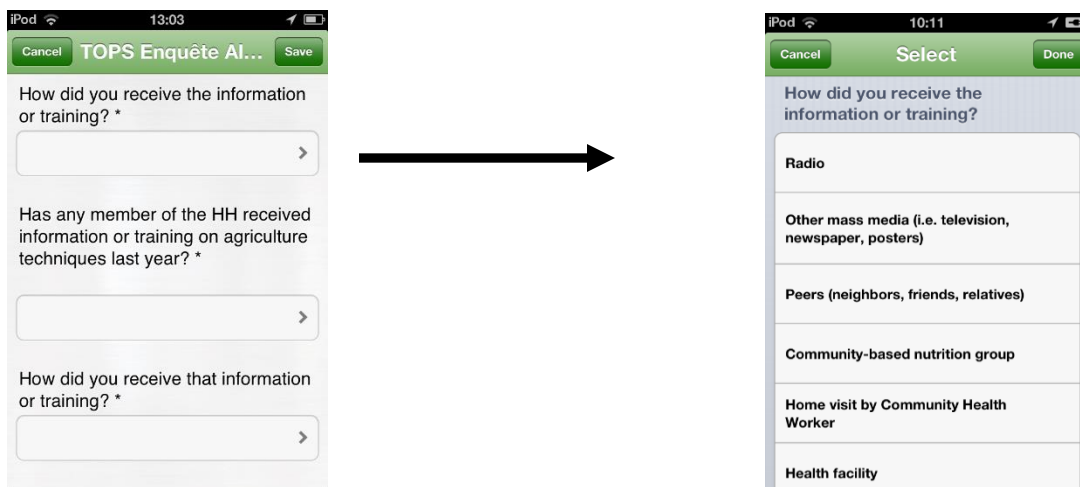 iPod 13:03
Cancel TOPS Enquête Al... Save
How did you receive the information
or training? *
Has any member of the HH received
information or training on agriculture
techniques last year? *
How did you receive that information
or training? *
iPod 10:11
Cancel Select Done
How did you receive the
information or training?
Radio
Other mass media (i.e. television,
newspaper, posters)
Peers (neighbors, friends, relatives)
Community-based nutrition group
Home visit by Community Health
Worker
Health facility